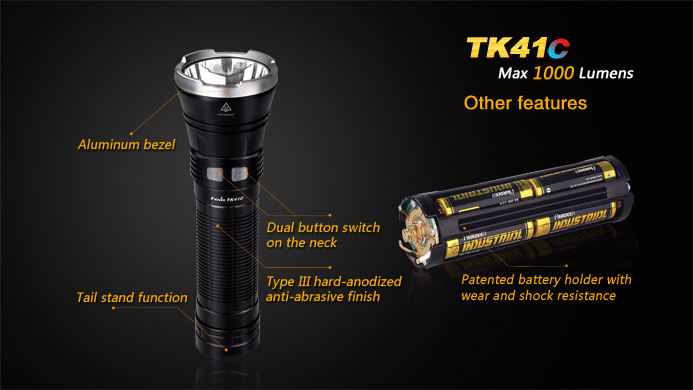 TK41C
Max 1000 Lumens
Other features
Aluminum bezel
Fenix TK41C
Dual button switch
on the neck
Type III hard-anodized
anti-abrasive finish
Tail stand function
INDUSTRIAL
INDUSTRIAL
Patented battery holder with
wear and shock resistance